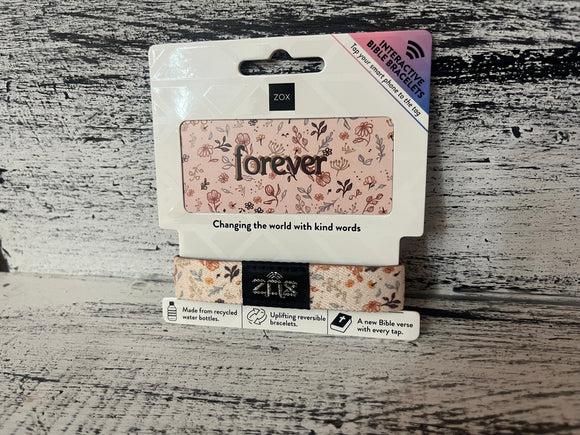 INTERACTIVE
BIBLE BRACELETS
Tap your smart phone to the tag
ZOX
forever
Changing the world with kind words
ZOX
Made from recycled
water bottles.
Uplifting reversible
bracelets.
A new Bible verse
with every tap.